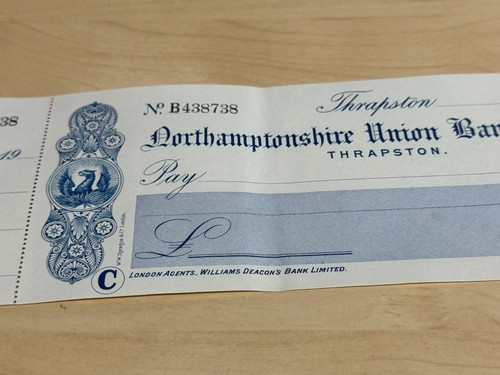 38
19
No. B438738
Thrapston
Northamptonshire Union Ban
THRAPSTON.
Pay
£
C
LONDON AGENTS, WILLIAMS DEACON'S BANK LIMITED.